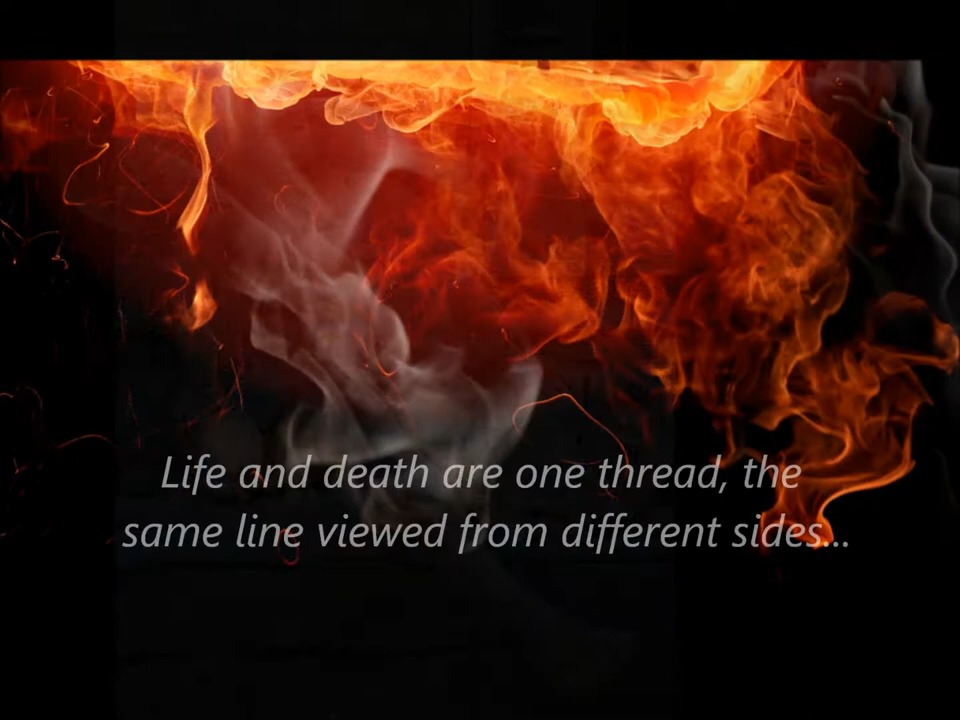 Life and death are one thread, the
same line viewed from different sides...